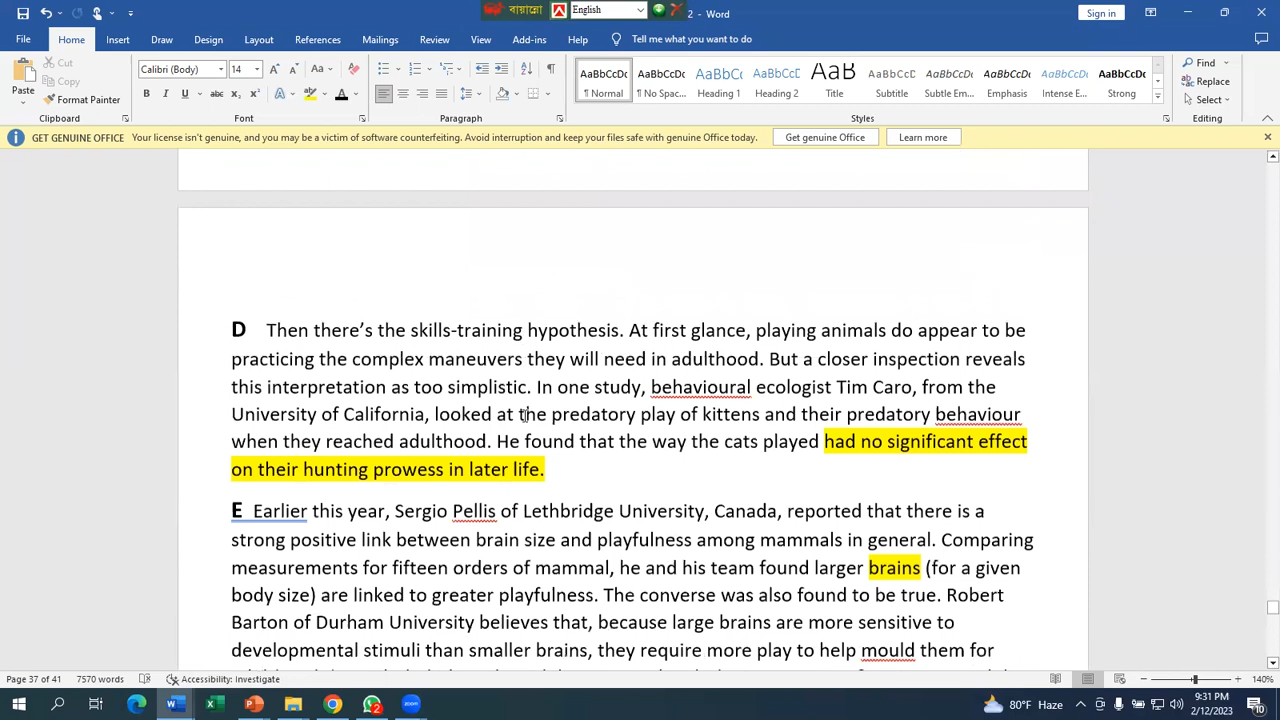 বায়ান্নো English 2 - Word Sign in
File Home Insert Draw Design Layout References Mailings Review View Add-ins Help Tell me what you want to do
Paste Cut Calibri (Body) 14 AaBbCcDc AaBbCcDc AaBbC AaBbCcD AaB AaBbCcD AaBbCcDc AaBbCcDc AaBbCcDc AaBbCcDc Find
Copy ¶ Normal ¶ No Spac... Heading 1 Heading 2 Title Subtitle Subtle Em... Emphasis Intense E... Strong Replace
Format Painter Select
Clipboard Font Paragraph Styles Editing
GET GENUINE OFFICE Your license isn't genuine, and you may be a victim of software counterfeiting. Avoid interruption and keep your files safe with genuine Office today. Get genuine Office Learn more
D Then there’s the skills-training hypothesis. At first glance, playing animals do appear to be
practicing the complex maneuvers they will need in adulthood. But a closer inspection reveals
this interpretation as too simplistic. In one study, behavioural ecologist Tim Caro, from the
University of California, looked at the predatory play of kittens and their predatory behaviour
when they reached adulthood. He found that the way the cats played had no significant effect
on their hunting prowess in later life.
E Earlier this year, Sergio Pellis of Lethbridge University, Canada, reported that there is a
strong positive link between brain size and playfulness among mammals in general. Comparing
measurements for fifteen orders of mammal, he and his team found larger brains (for a given
body size) are linked to greater playfulness. The converse was also found to be true. Robert
Barton of Durham University believes that, because large brains are more sensitive to
developmental stimuli than smaller brains, they require more play to help mould them for
Page 37 of 41 7570 words Accessibility: Investigate 140%
80°F Haze 9:31 PM
2/12/2023